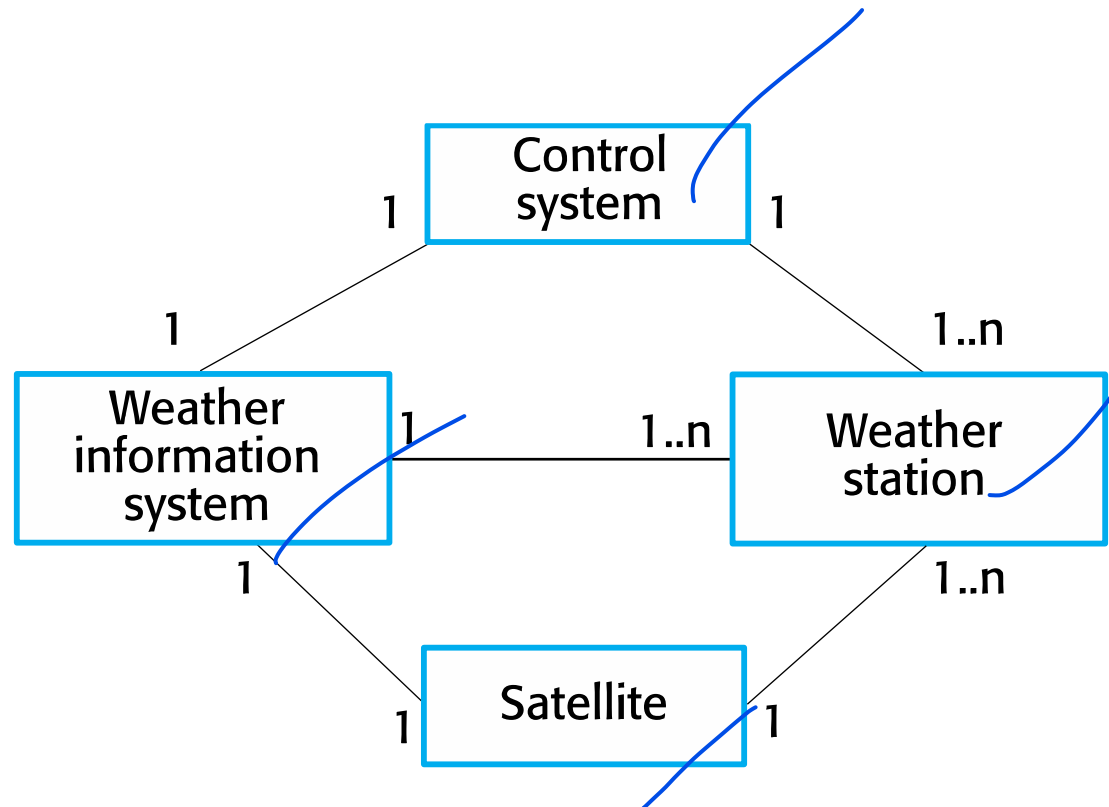 Control
system
1
1
1
1..n
Weather
information
system
1
1..n
Weather
station
1
1..n
Satellite
1
1